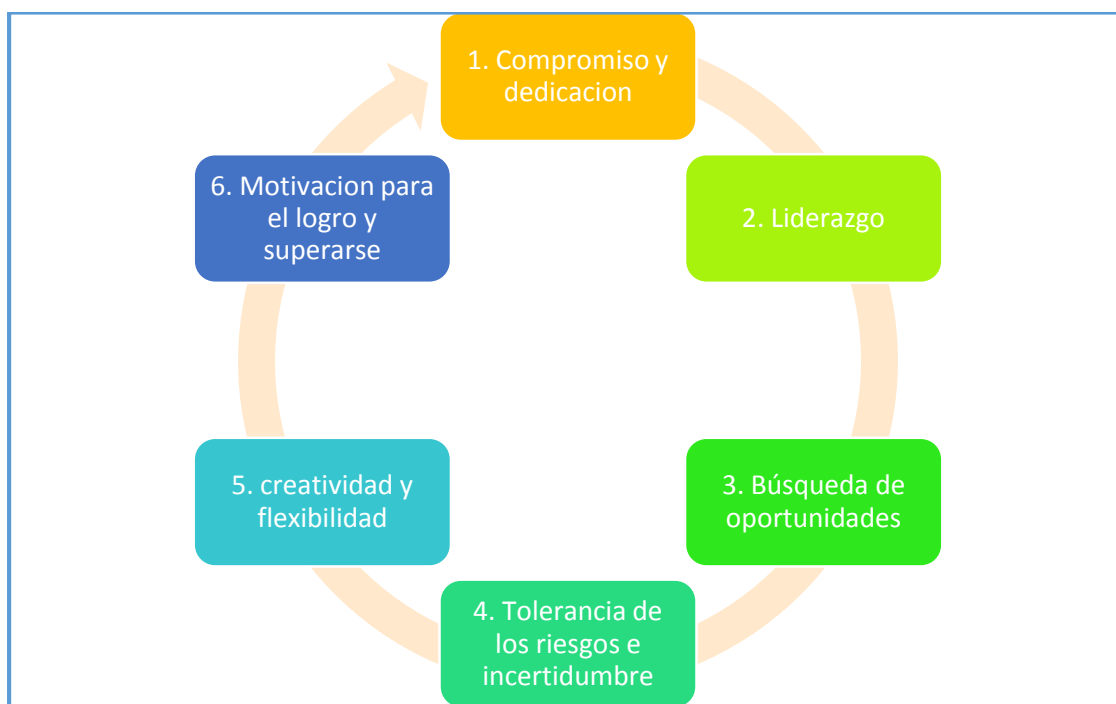 1. Compromiso y
dedicacion
2. Liderazgo
3. Búsqueda de
oportunidades
4. Tolerancia de
los riesgos e
incertidumbre
5. creatividad y
flexibilidad
6. Motivacion para
el logro y
superarse